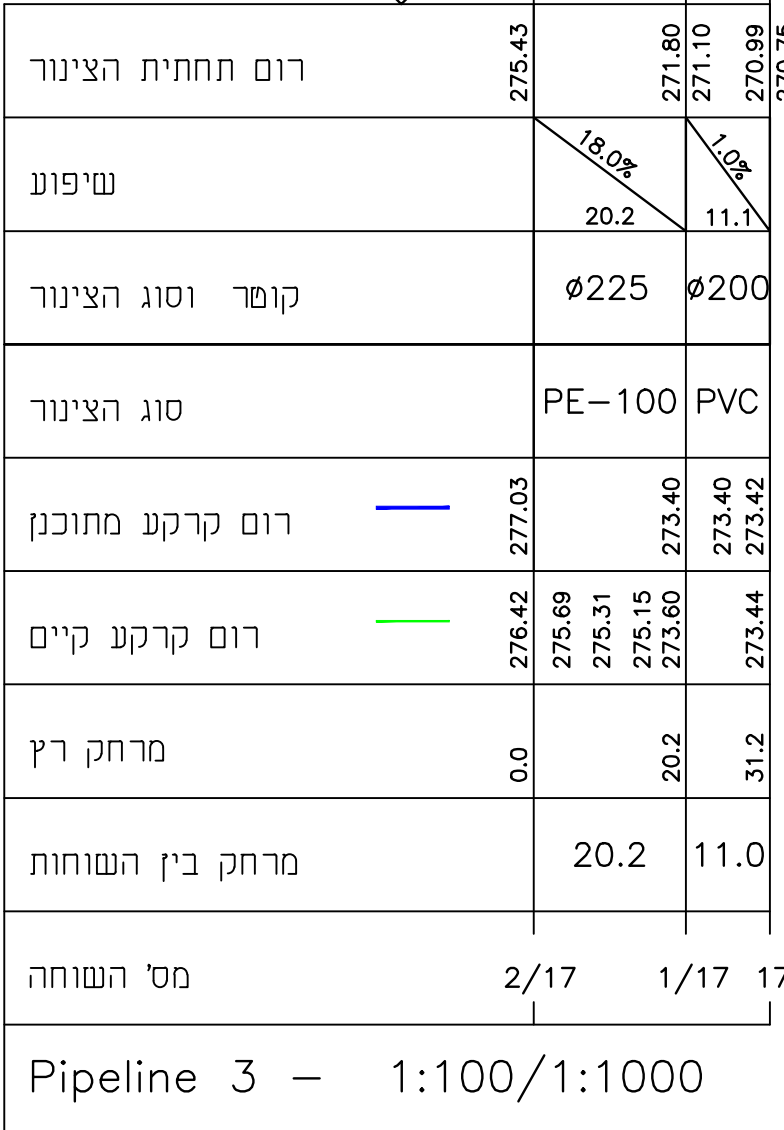 רום תחתית הצינור 275.43 271.80 271.10 270.99 270.75
שיפוע 18.0% 20.2 1.0% 11.1
קוטר וסוג הצינור ø225 ø200
סוג הצינור PE-100 PVC
רום קרקע מתוכנן 277.03 273.40 273.40 273.42
רום קרקע קיים 276.42 275.69 275.31 275.15 273.60 273.44
מרחק רץ 0.0 20.2 31.2
מרחק בין השוחות 20.2 11.0
מס' השוחה 2/17 1/17 17
Pipeline 3 - 1:100/1:1000